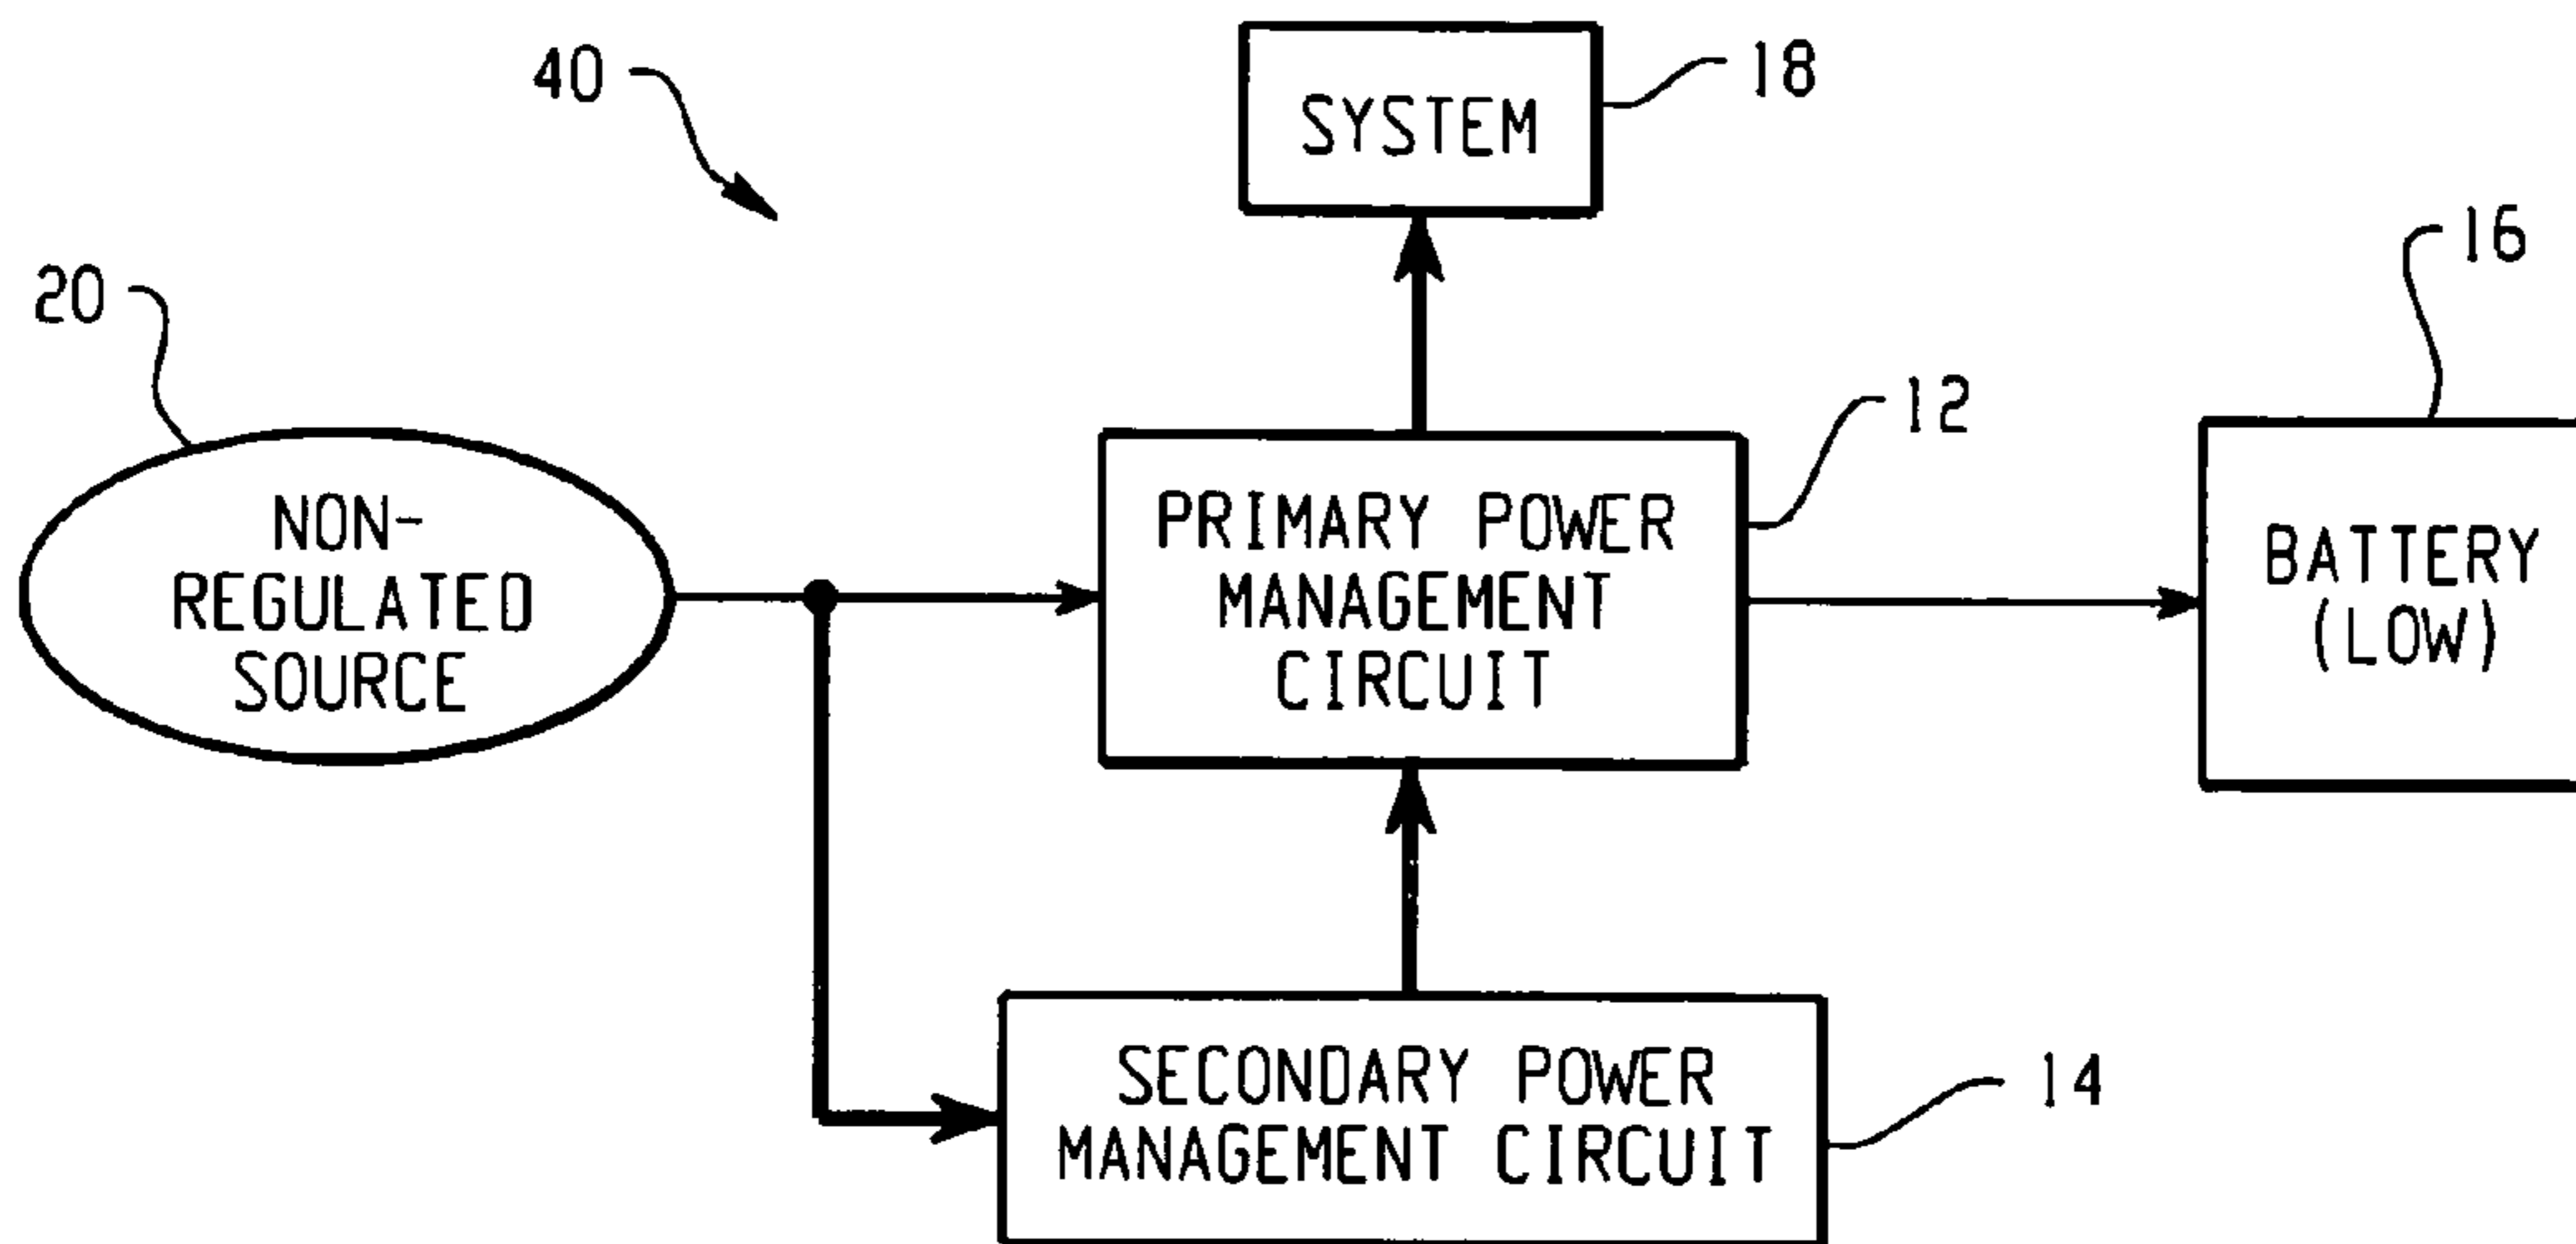 40
SYSTEM
18
20
16
12
NON-
REGULATED
SOURCE
PRIMARY POWER
MANAGEMENT
CIRCUIT
BATTERY
(LOW)
SECONDARY POWER
MANAGEMENT CIRCUIT
14